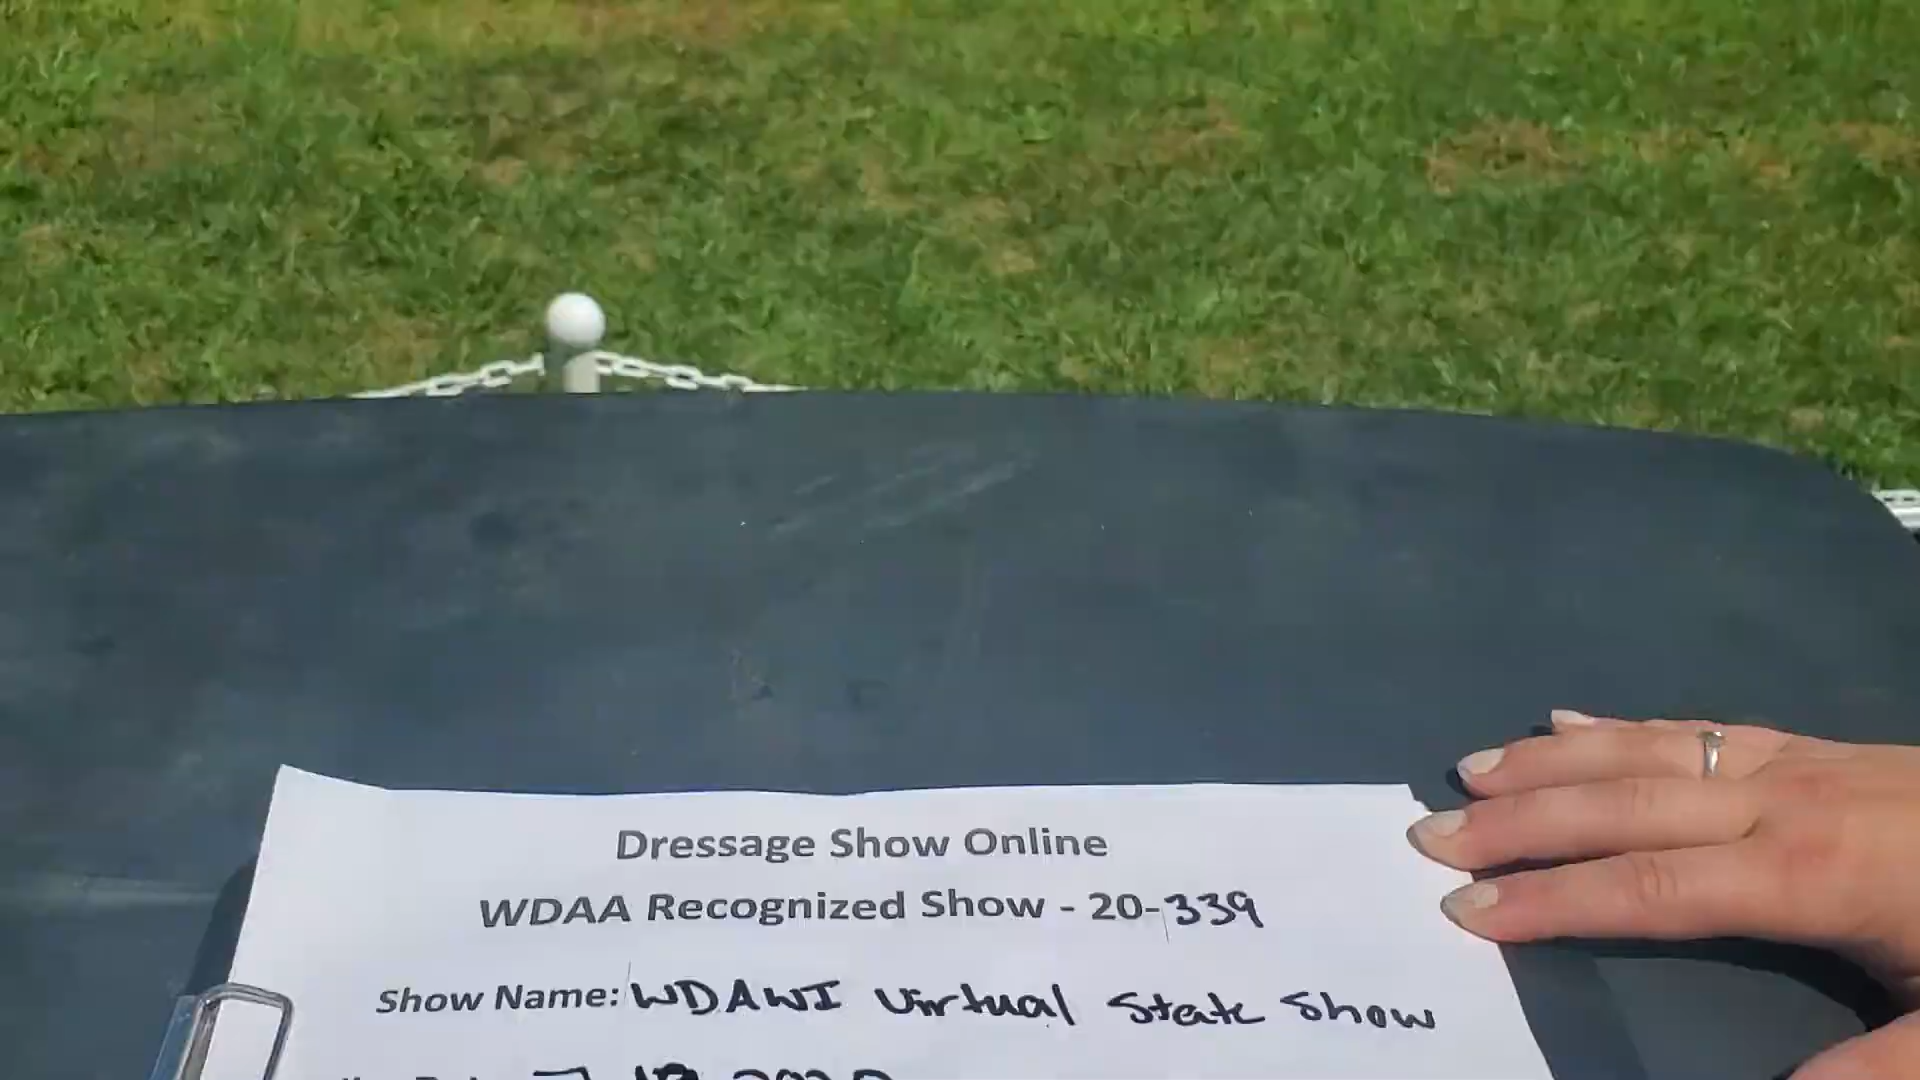 Dressage Show Online
WDAA Recognized Show - 20-339
Show Name: WDAWI Virtual State Show